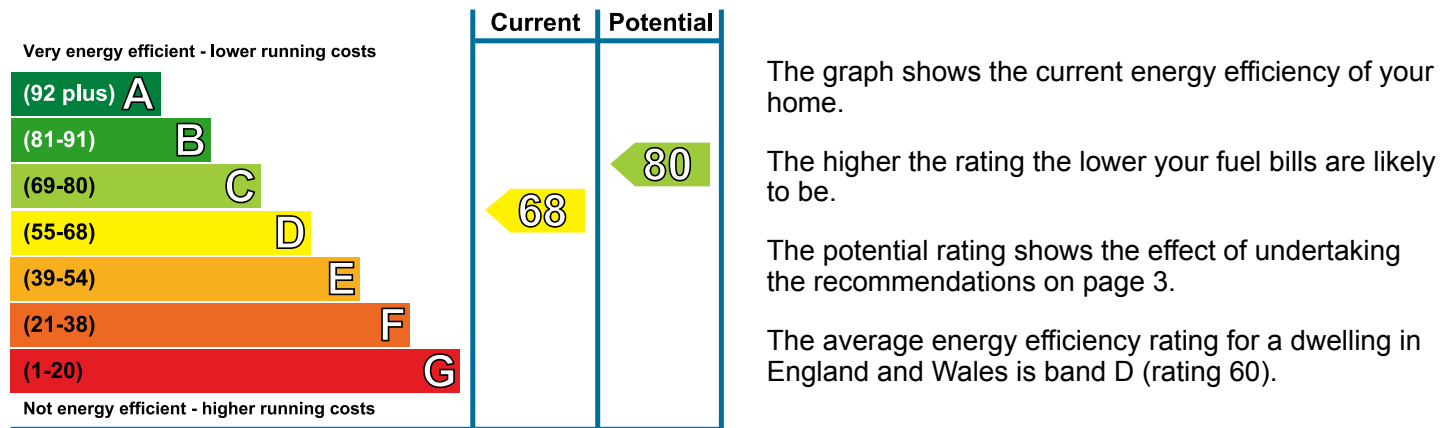 Current Potential
Very energy efficient - lower running costs
(92 plus) A
(81-91) B
(69-80) C
(55-68) D
(39-54) E
(21-38) F
(1-20) G
Not energy efficient - higher running costs
68
80
The graph shows the current energy efficiency of your
home.
The higher the rating the lower your fuel bills are likely
to be.
The potential rating shows the effect of undertaking
the recommendations on page 3.
The average energy efficiency rating for a dwelling in
England and Wales is band D (rating 60).